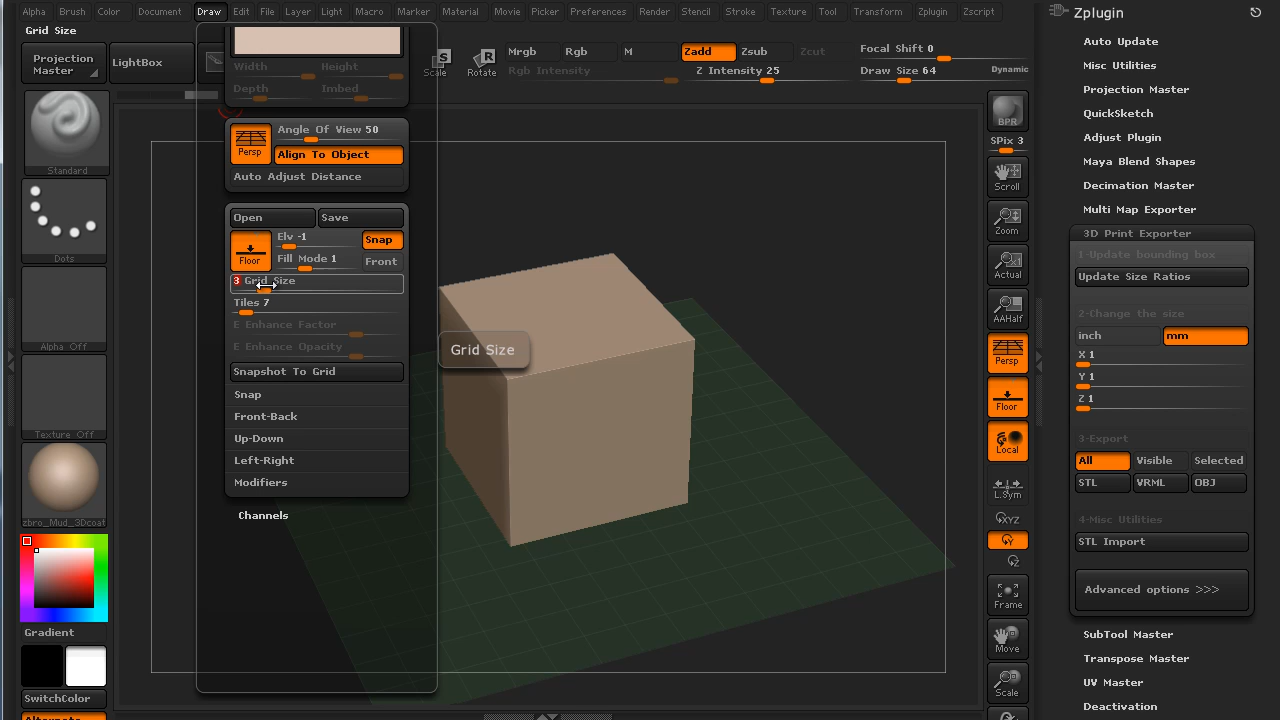 Alpha Brush Color Document Draw Edit File Layer Light Macro Marker Material Movie Picker Preferences Render Stencil Stroke Texture Tool Transform Zplugin Zscript
Grid Size
Projection Master
LightBox
Scale
Rotate
Mrgb Rgb M Zadd Zsub Zcut
Rgb Intensity Z Intensity 25
Focal Shift 0
Draw Size 64 Dynamic
Standard
Dots
Alpha Off
Texture Off
zbro_Mud_3Dcoat
Gradient
SwitchColor
Alternate
Width Height
Depth Imbed
Persp
Angle Of View 50
Align To Object
Auto Adjust Distance
Open Save
Floor
Elv -1 Snap
Fill Mode 1 Front
3 Grid Size
Tiles 7
E Enhance Factor
E Enhance Opacity
Snapshot To Grid
Snap
Front-Back
Up-Down
Left-Right
Modifiers
Channels
Grid Size
BPR
SPix 3
Scroll
Zoom
Actual
AAHalf
Persp
Floor
Local
L.Sym
XYZ
Y
Z
Frame
Move
Scale
Zplugin
Auto Update
Misc Utilities
Projection Master
QuickSketch
Adjust Plugin
Maya Blend Shapes
Decimation Master
Multi Map Exporter
3D Print Exporter
1-Update bounding box
Update Size Ratios
2-Change the size
inch mm
X 1
Y 1
Z 1
3-Export
All Visible Selected
STL VRML OBJ
4-Misc Utilities
STL Import
Advanced options >>>
SubTool Master
Transpose Master
UV Master
Deactivation